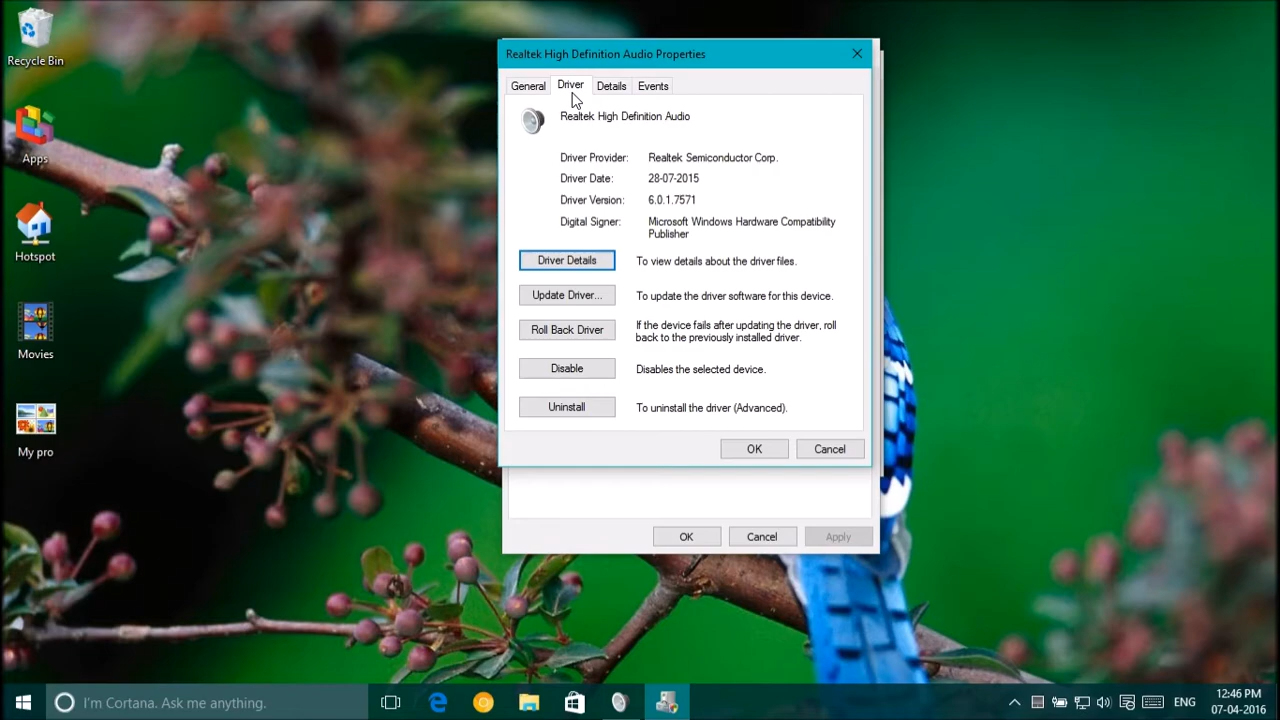 Recycle Bin
Apps
Hotspot
Movies
My pro
Realtek High Definition Audio Properties
General Driver Details Events
Realtek High Definition Audio
Driver Provider: Realtek Semiconductor Corp.
Driver Date: 28-07-2015
Driver Version: 6.0.1.7571
Digital Signer: Microsoft Windows Hardware Compatibility
Publisher
Driver Details To view details about the driver files.
Update Driver... To update the driver software for this device.
Roll Back Driver If the device fails after updating the driver, roll
back to the previously installed driver.
Disable Disables the selected device.
Uninstall To uninstall the driver (Advanced).
OK Cancel
OK Cancel Apply
I'm Cortana. Ask me anything.
ENG
12:46 PM
07-04-2016